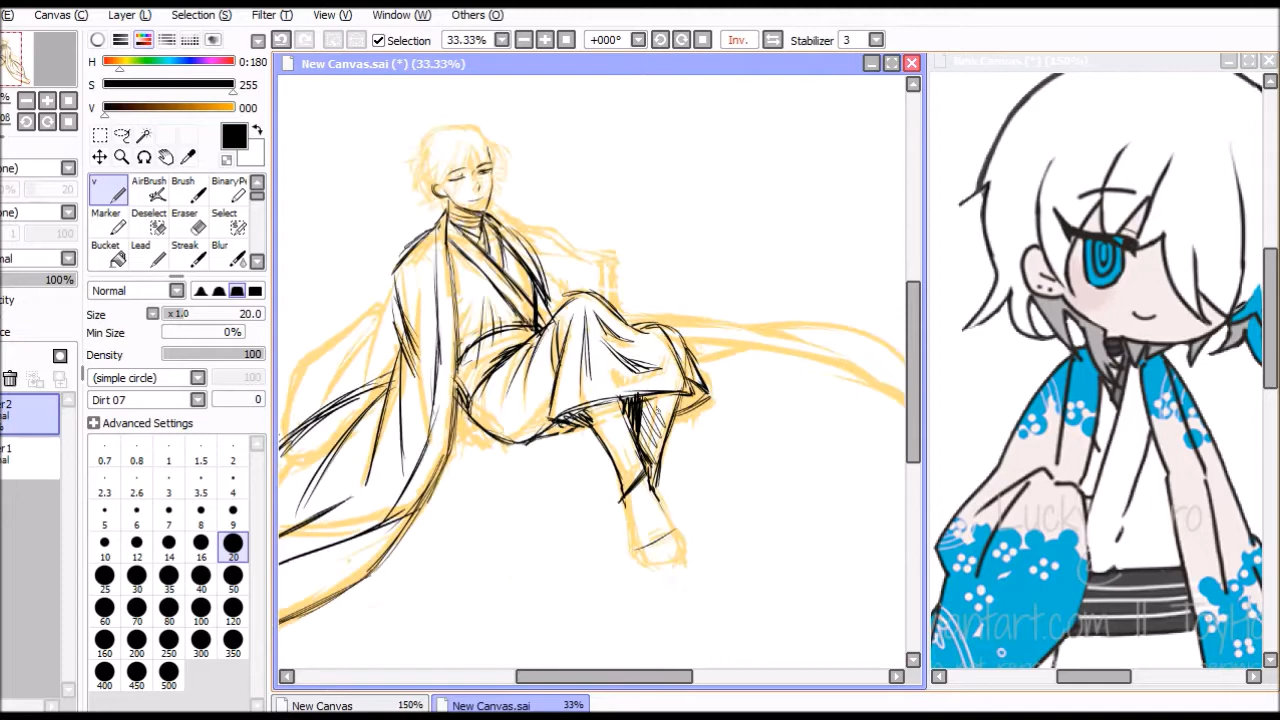 (E) Canvas (C) Layer (L) Selection (S) Filter (T) View (V) Window (W) Others (O)
Selection 33.33% +000° Inv. Stabilizer 3
New Canvas.sai (*) (33.33%)
H 0:180
S 255
V 000
AirBrush Brush BinaryPe
Marker Deselect Eraser Select
Bucket Lead Streak Blur
Normal
Size x 1.0 20.0
Min Size 0%
Density 100
(simple circle) 100
Dirt 07 0
Advanced Settings
0.7 0.8 1 1.5 2
2.3 2.6 3 3.5 4
5 6 7 8 9
10 12 14 16 20
25 30 35 40 50
60 70 80 100 120
160 200 250 300 350
400 450 500
100%
New Canvas 150% New Canvas.sai 33%